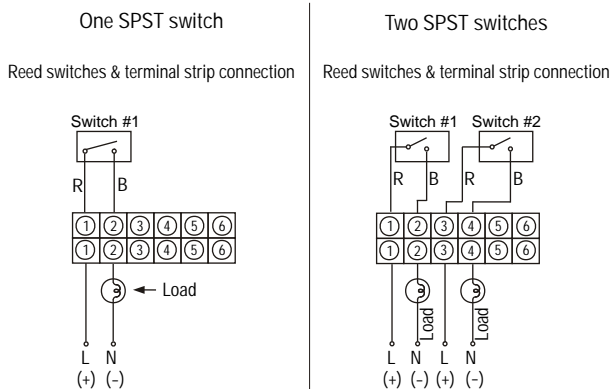 One SPST switch
Reed switches & terminal strip connection
Switch #1
R B
1 2 3 4 5 6
1 2 3 4 5 6
Load
L N
(+) (-)
Two SPST switches
Reed switches & terminal strip connection
Switch #1 Switch #2
R B R B
1 2 3 4 5 6
1 2 3 4 5 6
Load Load
L N L N
(+) (-) (+) (-)